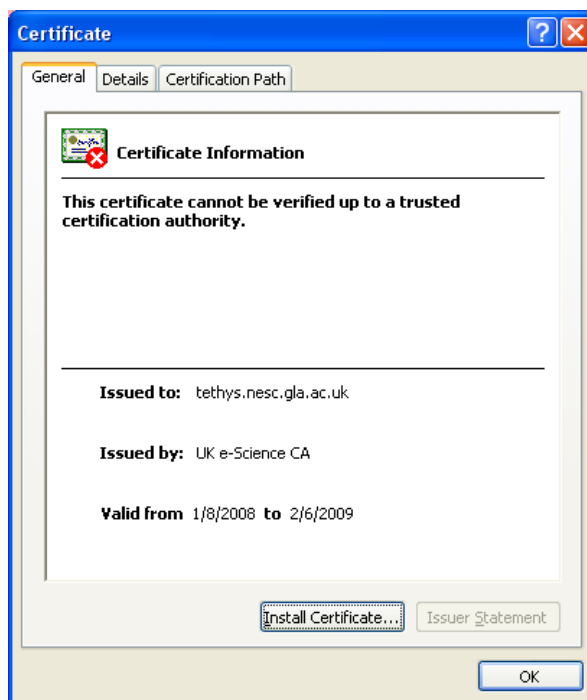 Certificate
General Details Certification Path
Certificate Information
This certificate cannot be verified up to a trusted
certification authority.
Issued to: tethys.nesc.gla.ac.uk
Issued by: UK e-Science CA
Valid from 1/8/2008 to 2/6/2009
Install Certificate... Issuer Statement
OK